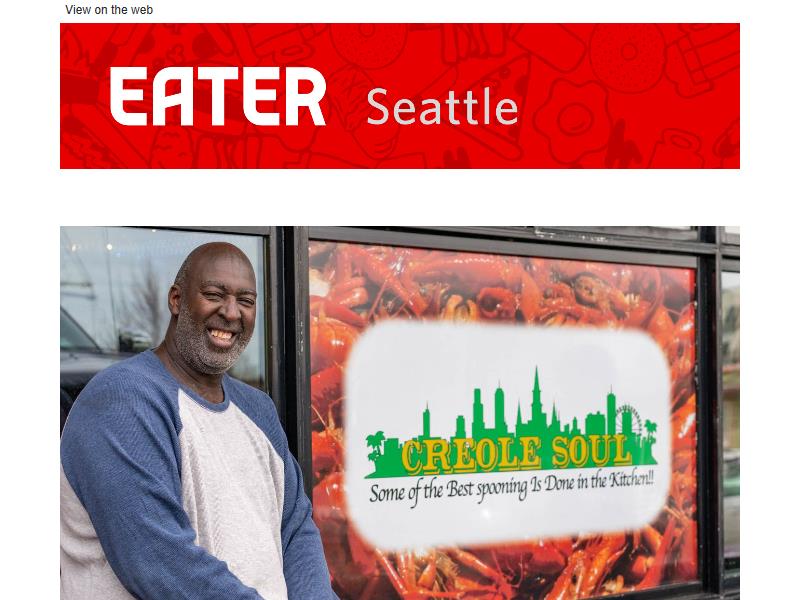 View on the web
EATER Seattle
CREOLE SOUL
Some of the Best spooning Is Done in the Kitchen!!